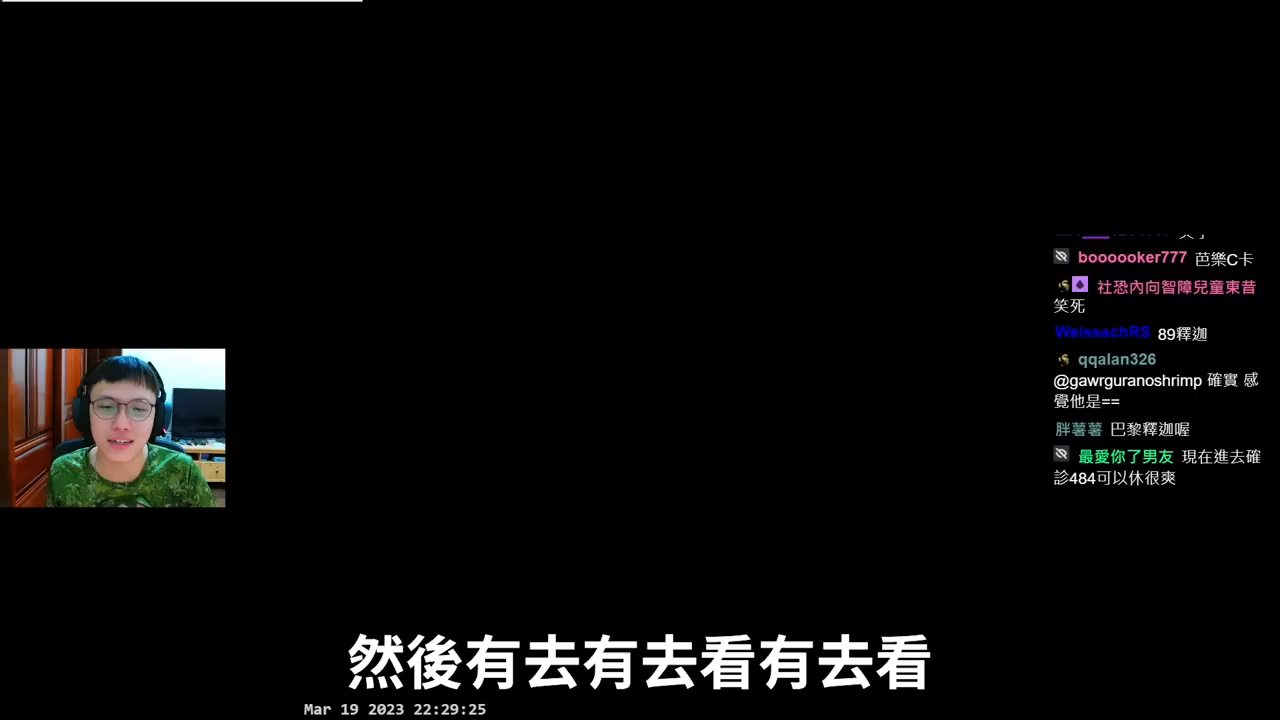 boooooker777 芭樂C卡
社恐內向智障兒童東昔
笑死
WeissachRS 89釋迦
qqalan326
@gawrguranoshrimp 確實 感
覺他是==
胖薯薯 巴黎釋迦喔
最愛你了男友 現在進去確
診484可以休很爽
然後有去有去看有去看
Mar 19 2023 22:29:25